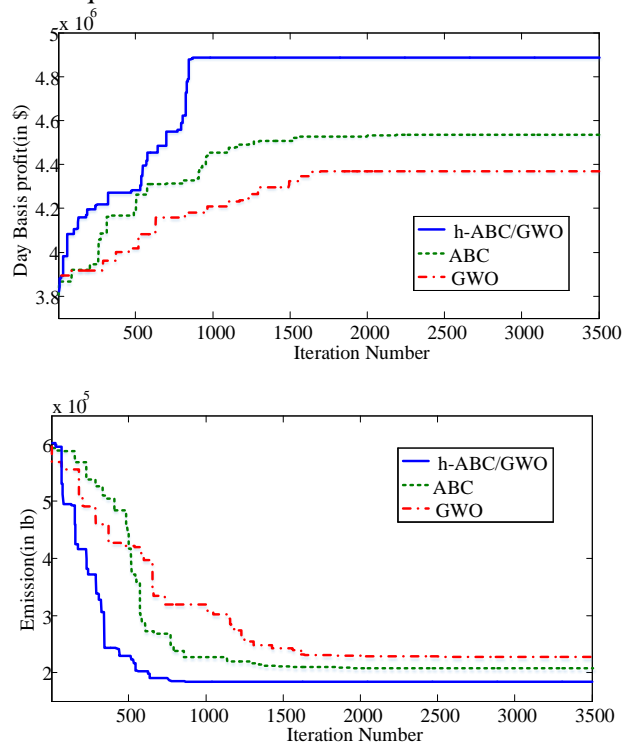 5 x 10 6
4.8
4.6
4.4
4.2
4
3.8
Day Basis profit(in $)
h-ABC/GWO
ABC
GWO
500 1000 1500 2000 2500 3000 3500
Iteration Number
x 10 5
6
5
4
3
2
Emission(in lb)
h-ABC/GWO
ABC
GWO
500 1000 1500 2000 2500 3000 3500
Iteration Number